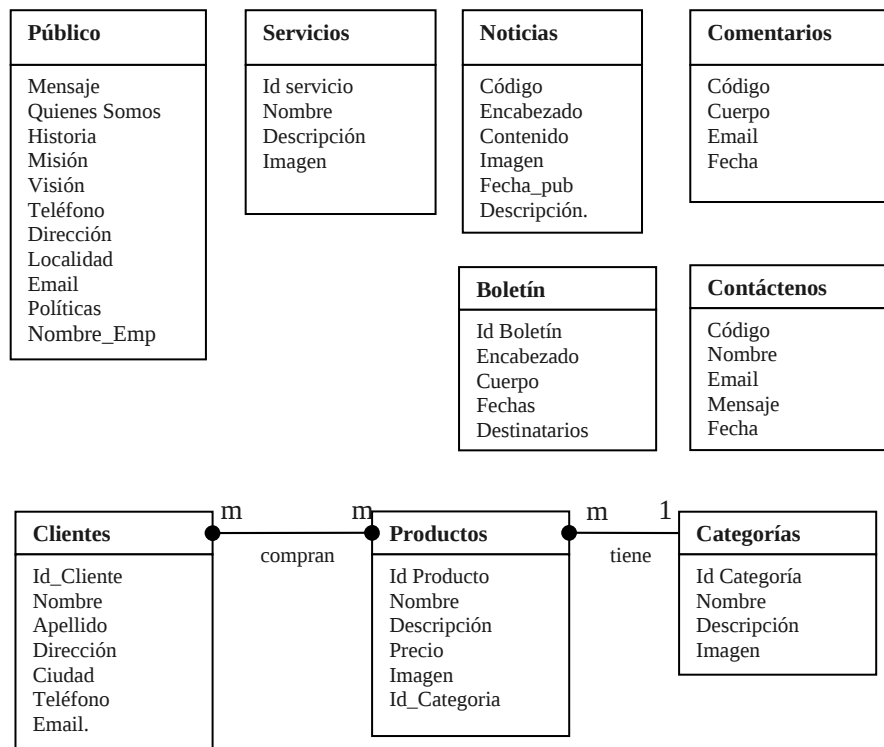 Público
Mensaje
Quienes Somos
Historia
Misión
Visión
Teléfono
Dirección
Localidad
Email
Políticas
Nombre_Emp
Servicios
Id servicio
Nombre
Descripción
Imagen
Noticias
Código
Encabezado
Contenido
Imagen
Fecha_pub
Descripción.
Comentarios
Código
Cuerpo
Email
Fecha
Boletín
Id Boletín
Encabezado
Cuerpo
Fechas
Destinatarios
Contáctenos
Código
Nombre
Email
Mensaje
Fecha
Clientes
Id_Cliente
Nombre
Apellido
Dirección
Ciudad
Teléfono
Email.
m
m
compran
Productos
Id Producto
Nombre
Descripción
Precio
Imagen
Id_Categoria
m
1
tiene
Categorías
Id Categoría
Nombre
Descripción
Imagen